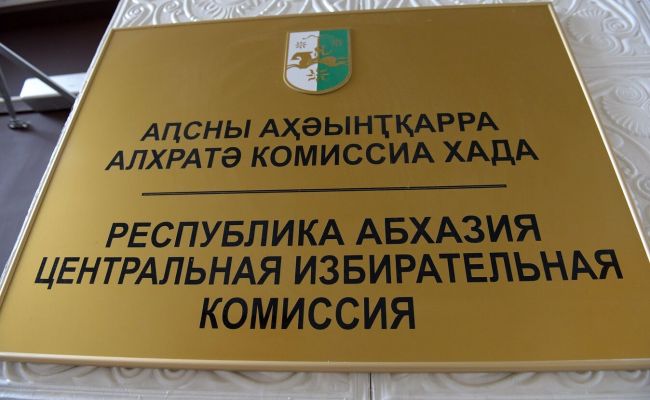 АԤСНЫ АҲӘЫНҬҚАРРА
АЛХРАТӘ КОМИССИА ХАДА
РЕСПУБЛИКА АБХАЗИЯ
ЦЕНТРАЛЬНАЯ ИЗБИРАТЕЛЬНАЯ
КОМИССИЯ